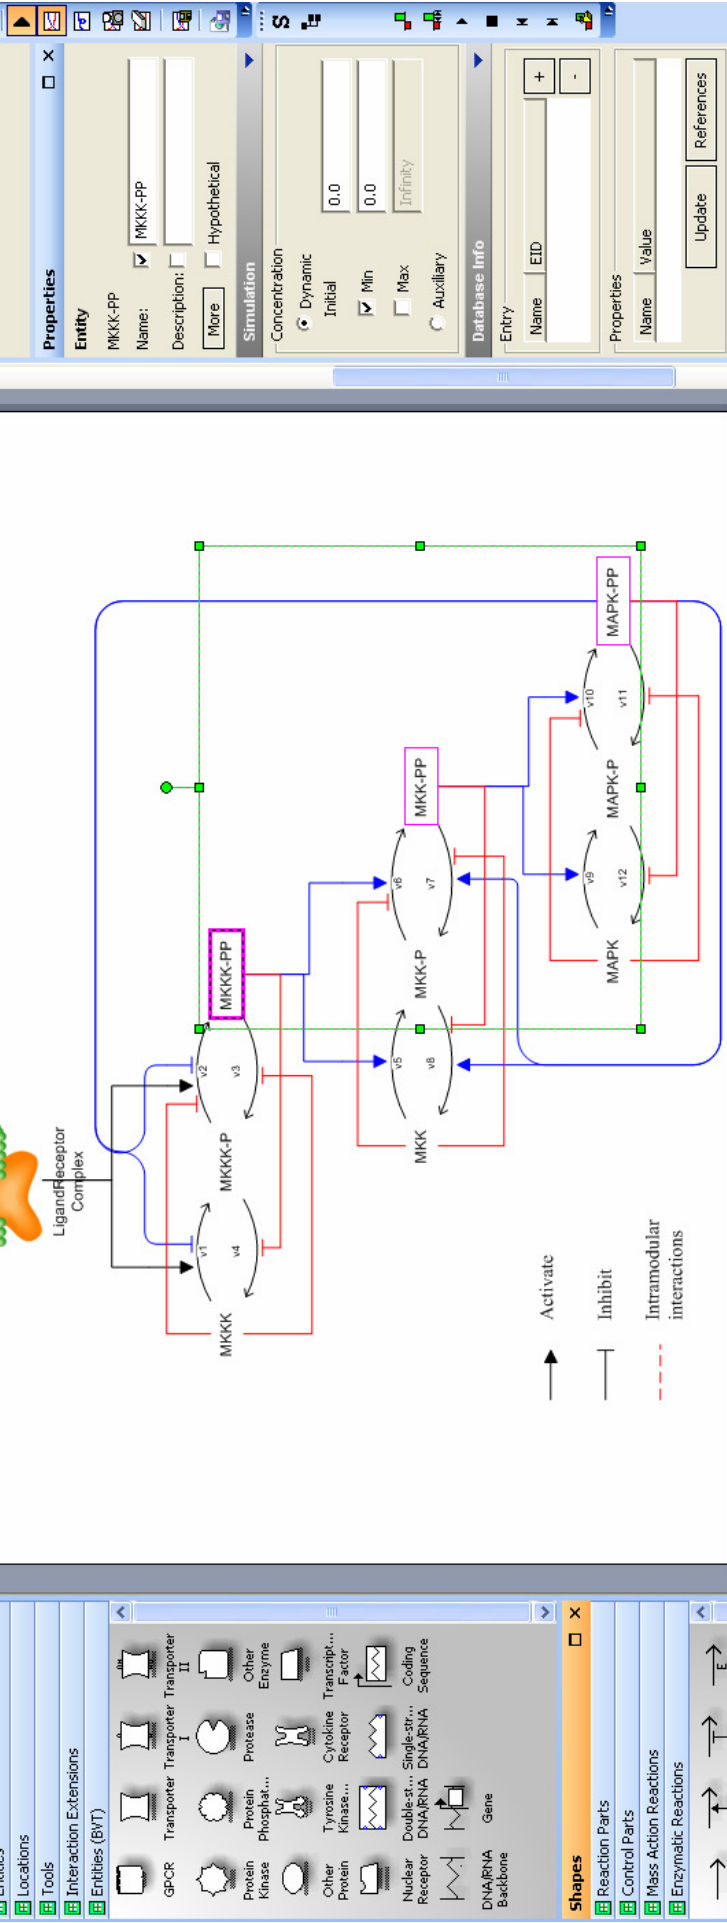 Locations
Tools
Interaction Extensions
Entities (BVT)
GPCR
Transporter
Transporter
I
Transporter
II
Protein
Kinase
Protein
Phosphat...
Protease
Other
Enzyme
Other
Protein
Tyrosine
Kinase...
Cytokine
Receptor
Transcript...
Factor
Nuclear
Receptor
Double-st...
DNA/RNA
Single-str...
DNA/RNA
Coding
Sequence
DNA/RNA
Backbone
Gene
Shapes
Reaction Parts
Control Parts
Mass Action Reactions
Enzymatic Reactions
E
LigandReceptor
Complex
MKKK
v1
v4
MKKK-P
v2
v3
MKKK-PP
MKK
v5
v8
MKK-P
v6
v7
MKK-PP
MAPK
v9
v12
MAPK-P
v10
v11
MAPK-PP
Activate
Inhibit
Intramodular
interactions
S
Properties
Entity
MKKK-PP
Name: MKKK-PP
Description:
More Hypothetical
Simulation
Concentration
Dynamic
Initial 0.0
Min 0.0
Max Infinity
Auxiliary
Database Info
Entry
Name EID + -
Properties
Name Value
Update References